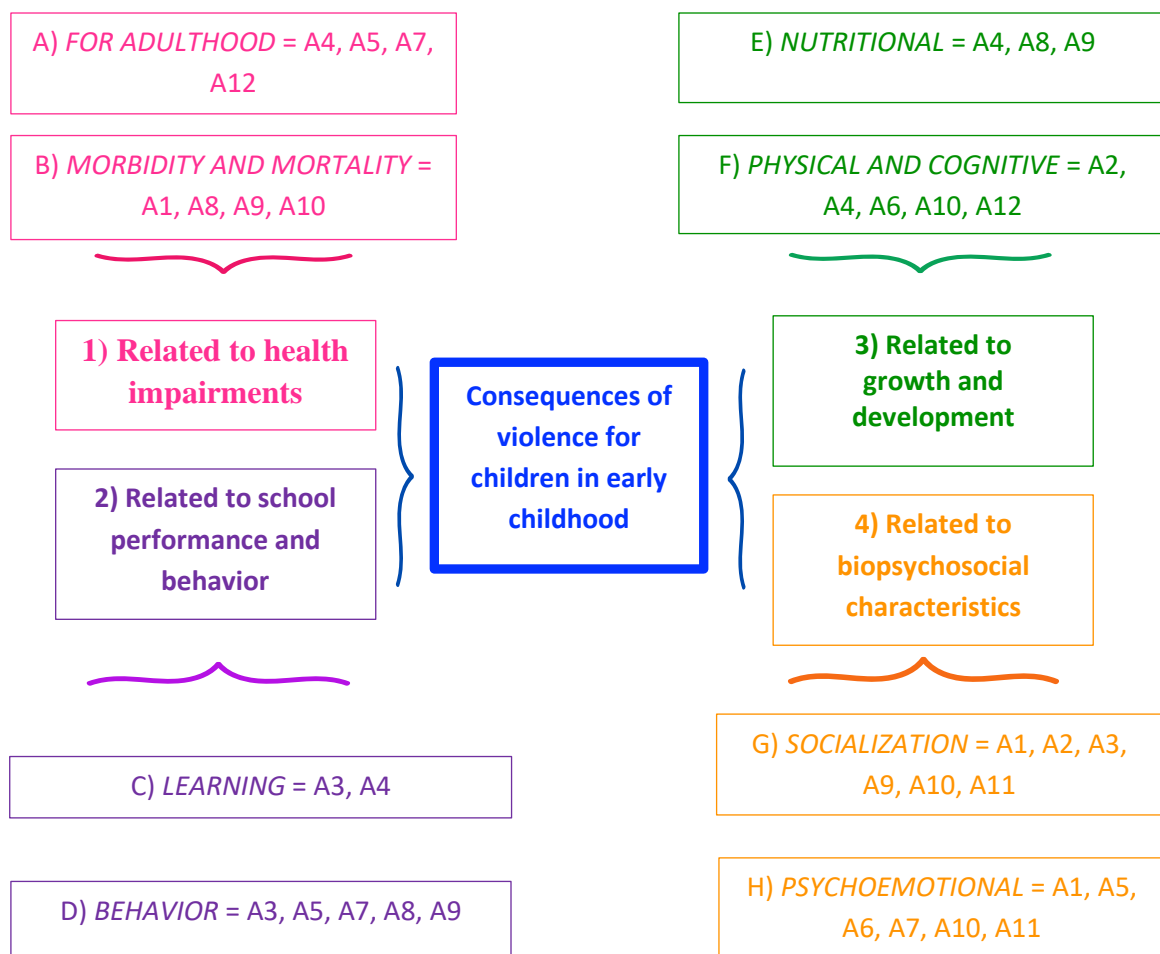 A) FOR ADULTHOOD = A4, A5, A7,
A12
B) MORBIDITY AND MORTALITY =
A1, A8, A9, A10
1) Related to health
impairments
2) Related to school
performance and
behavior
C) LEARNING = A3, A4
D) BEHAVIOR = A3, A5, A7, A8, A9
Consequences of
violence for
children in early
childhood
E) NUTRITIONAL = A4, A8, A9
F) PHYSICAL AND COGNITIVE = A2,
A4, A6, A10, A12
3) Related to
growth and
development
4) Related to
biopsychosocial
characteristics
G) SOCIALIZATION = A1, A2, A3,
A9, A10, A11
H) PSYCHOEMOTIONAL = A1, A5,
A6, A7, A10, A11